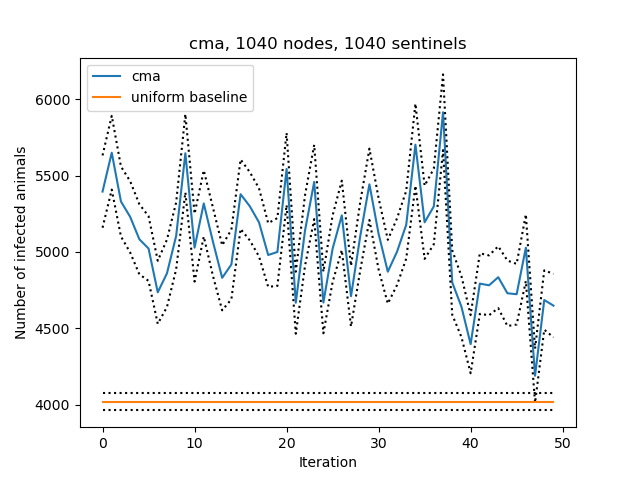 cma, 1040 nodes, 1040 sentinels
cma
uniform baseline
Number of infected animals
6000
5500
5000
4500
4000
0 10 20 30 40 50
Iteration